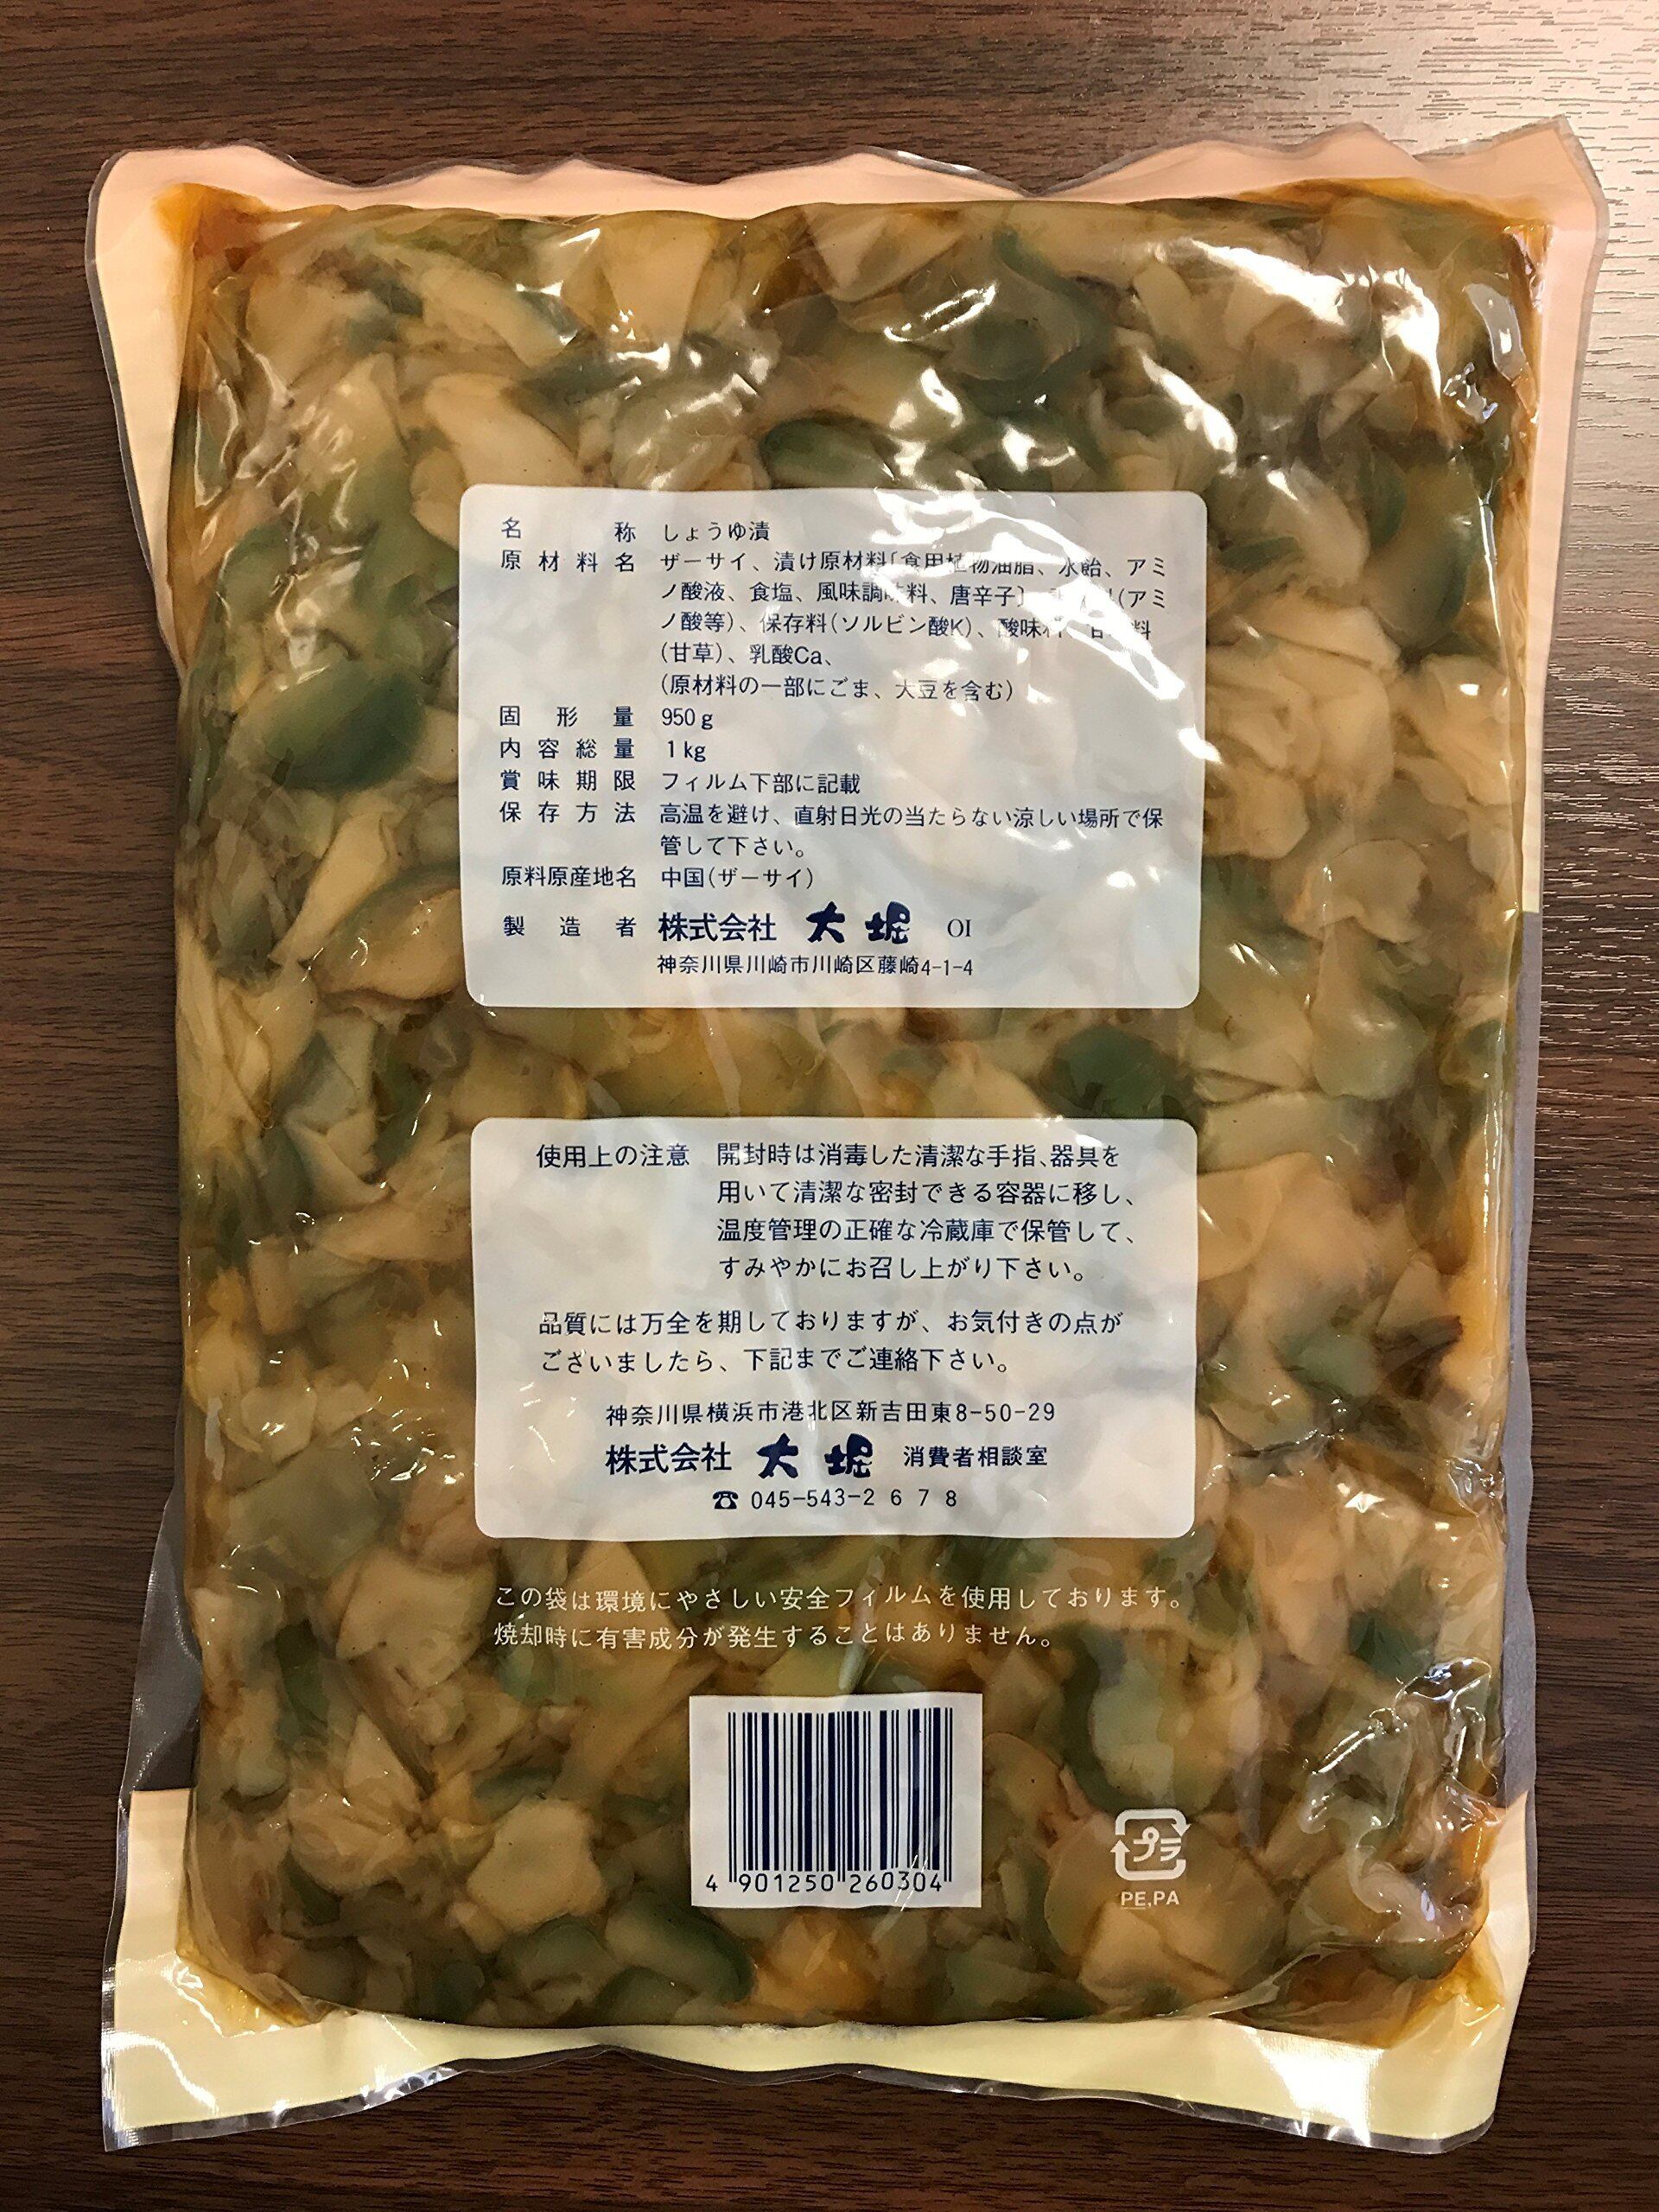 名称 しょうゆ漬
原材料名 ザーサイ、漬け原材料〔食用植物油脂、水飴、アミ
ノ酸液、食塩、風味調味料、唐辛子〕 (アミ
ノ酸等)、保存料(ソルビン酸K)、酸味料、甘味料
(甘草)、乳酸Ca、
(原材料の一部にごま、大豆を含む)
固形量 950g
内容総量 1kg
賞味期限 フィルム下部に記載
保存方法 高温を避け、直射日光の当たらない涼しい場所で保
管して下さい。
原料原産地名 中国(ザーサイ)
製造者 株式会社 大堀 OI
神奈川県川崎市川崎区藤崎4-1-4
使用上の注意 開封時は消毒した清潔な手指、器具を
用いて清潔な密封できる容器に移し、
温度管理の正確な冷蔵庫で保管して、
すみやかにお召し上がり下さい。
品質には万全を期しておりますが、お気付きの点が
ございましたら、下記までご連絡下さい。
神奈川県横浜市港北区新吉田東8-50-29
株式会社 大堀 消費者相談室
☎ 045-543-2678
この袋は環境にやさしい安全フィルムを使用しております。
焼却時に有害成分が発生することはありません。
4 901250 260304
プラ
PE,PA